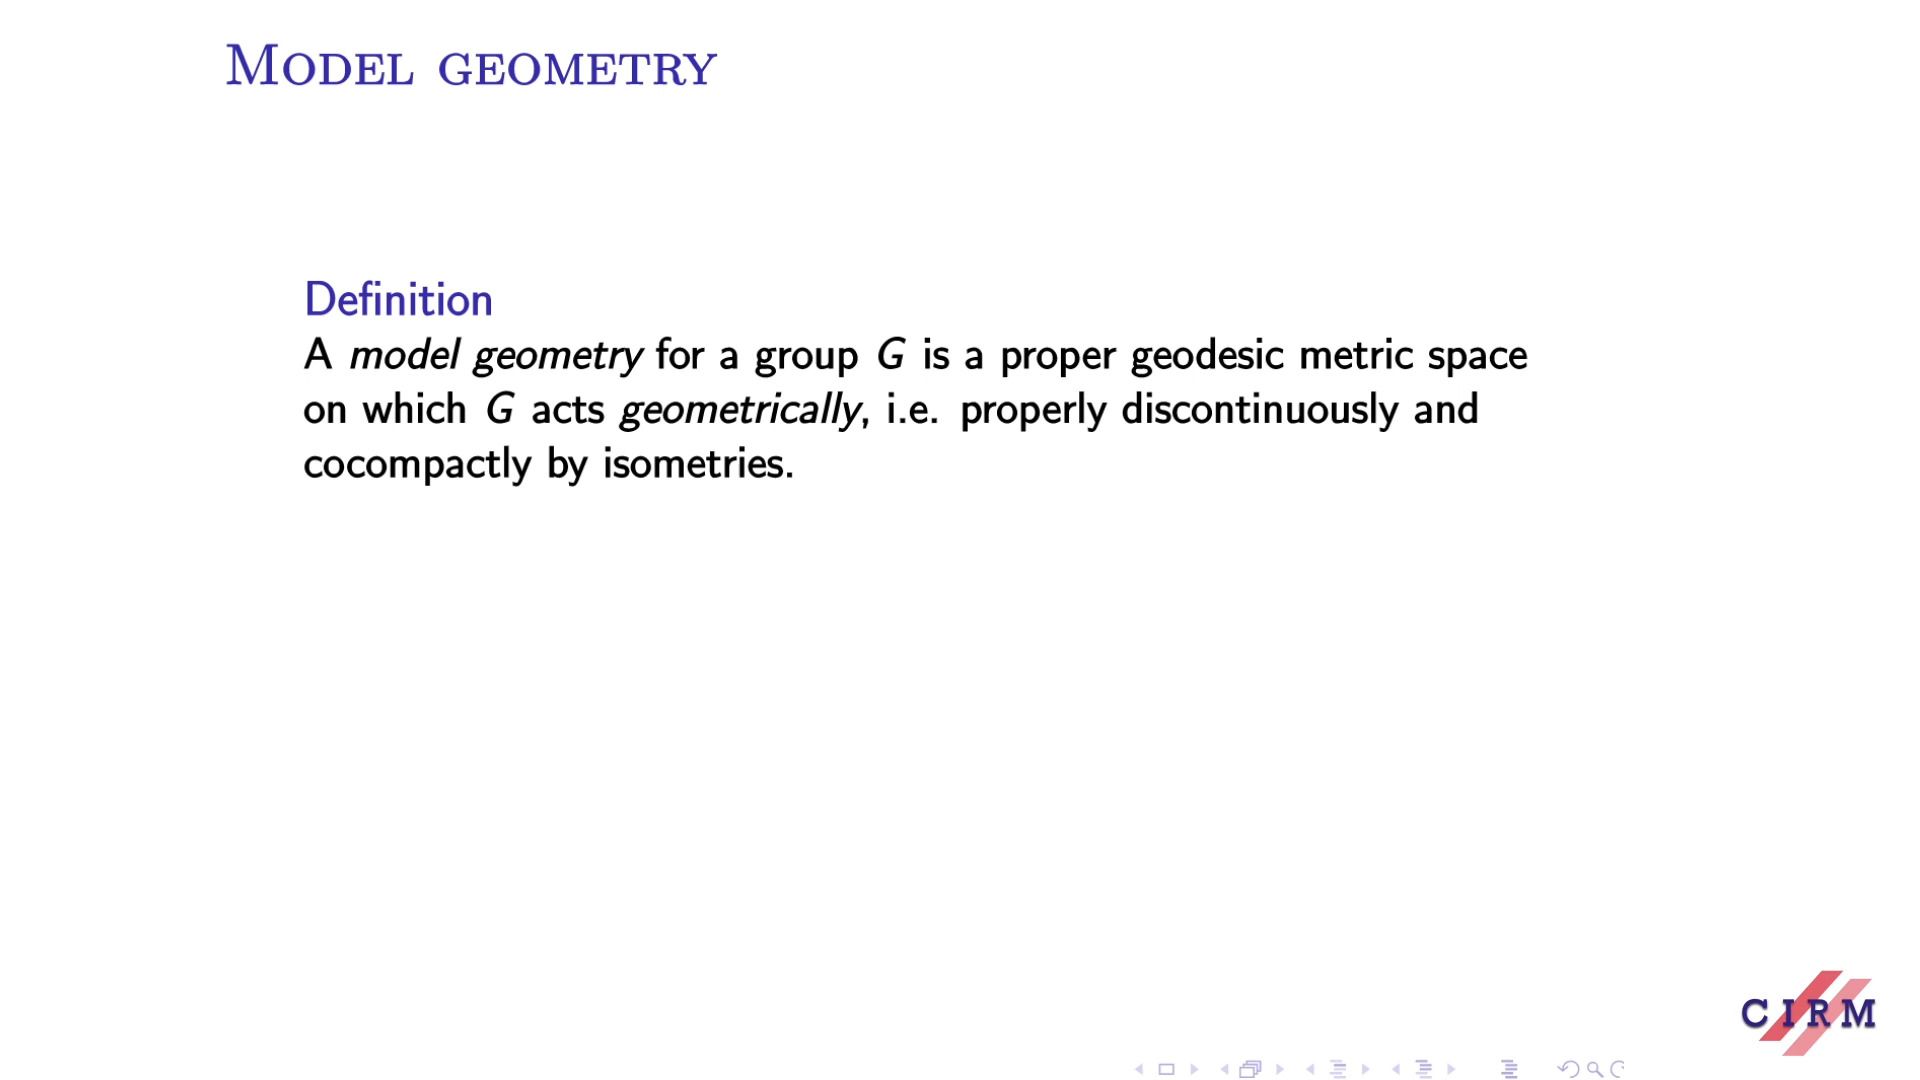 Model geometry
Definition
A model geometry for a group G is a proper geodesic metric space
on which G acts geometrically, i.e. properly discontinuously and
cocompactly by isometries.
CIRM